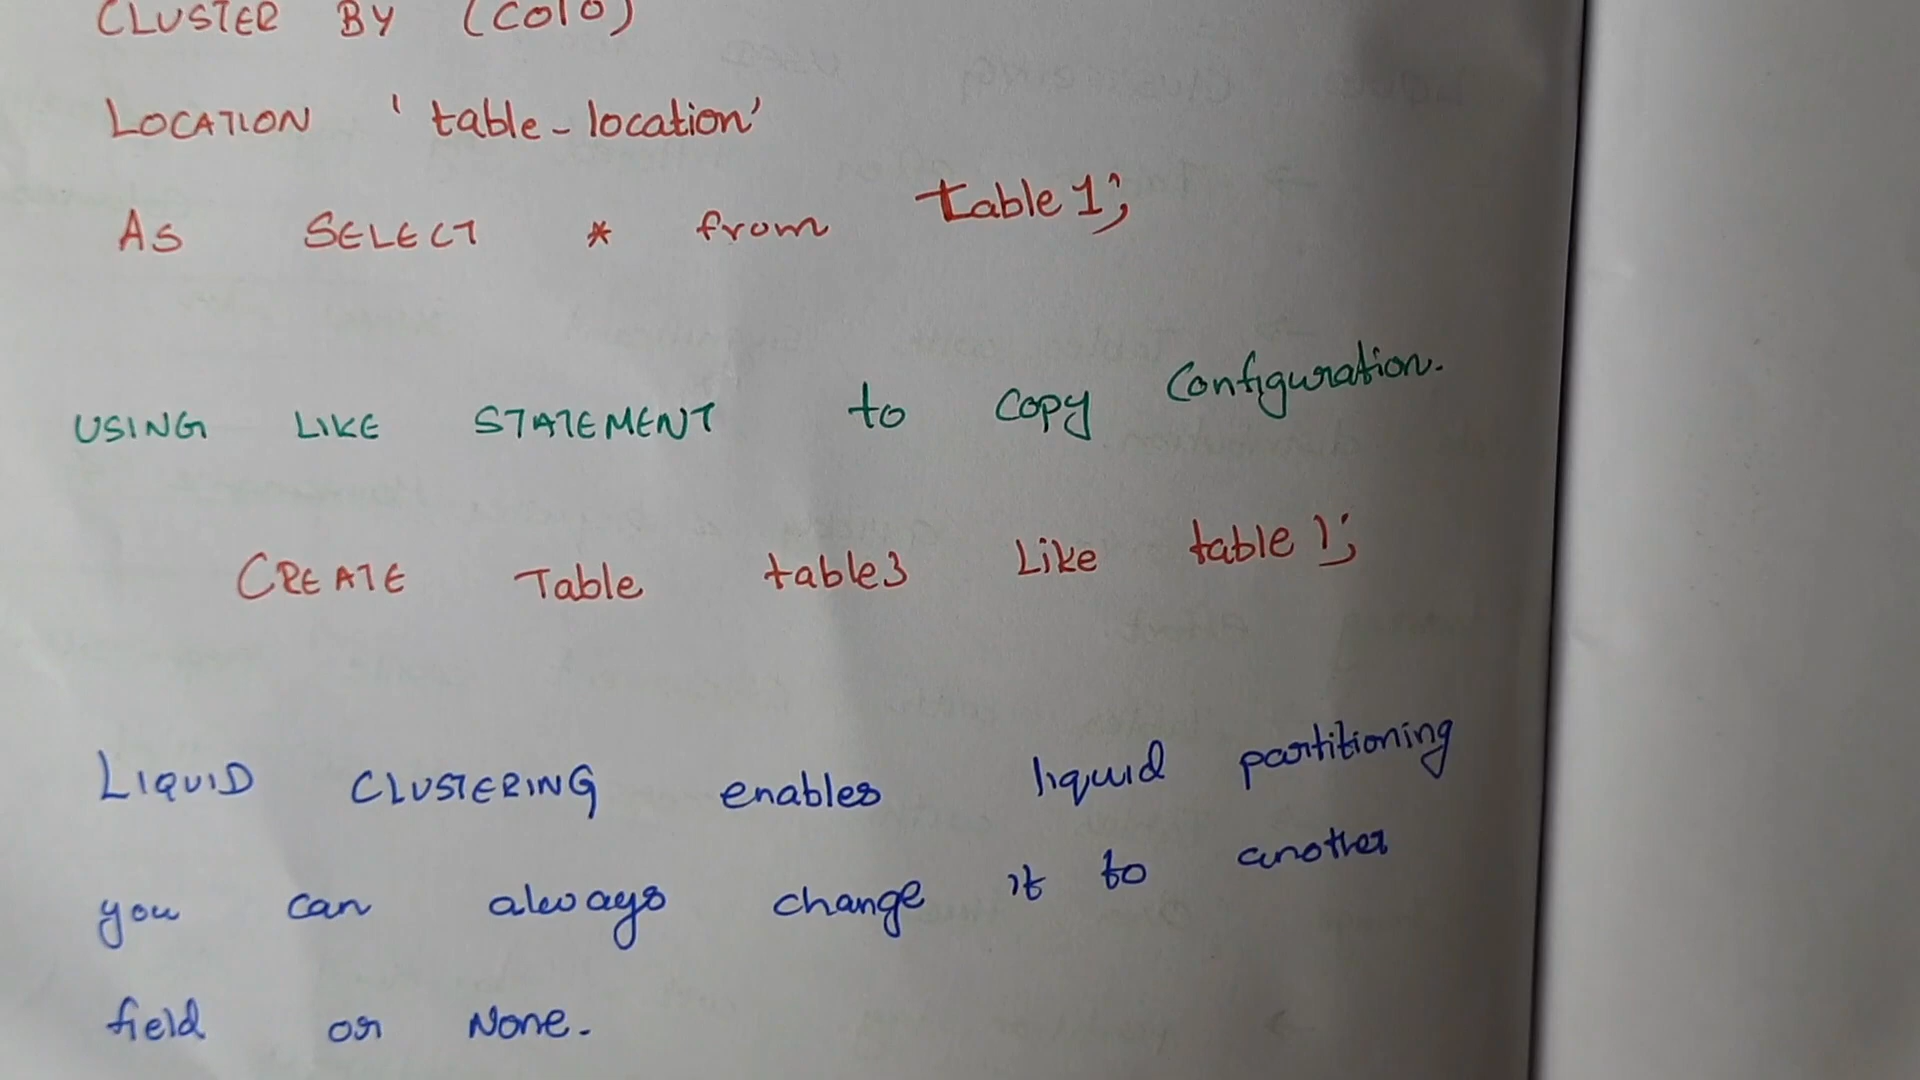 CLUSTER BY (col0)
LOCATION 'table-location'
AS SELECT * from table1;
USING LIKE STATEMENT to copy Configuration.
CREATE Table table3 Like table1;
LIQUID CLUSTERING enables liquid partitioning
you can always change it to another
field or None.